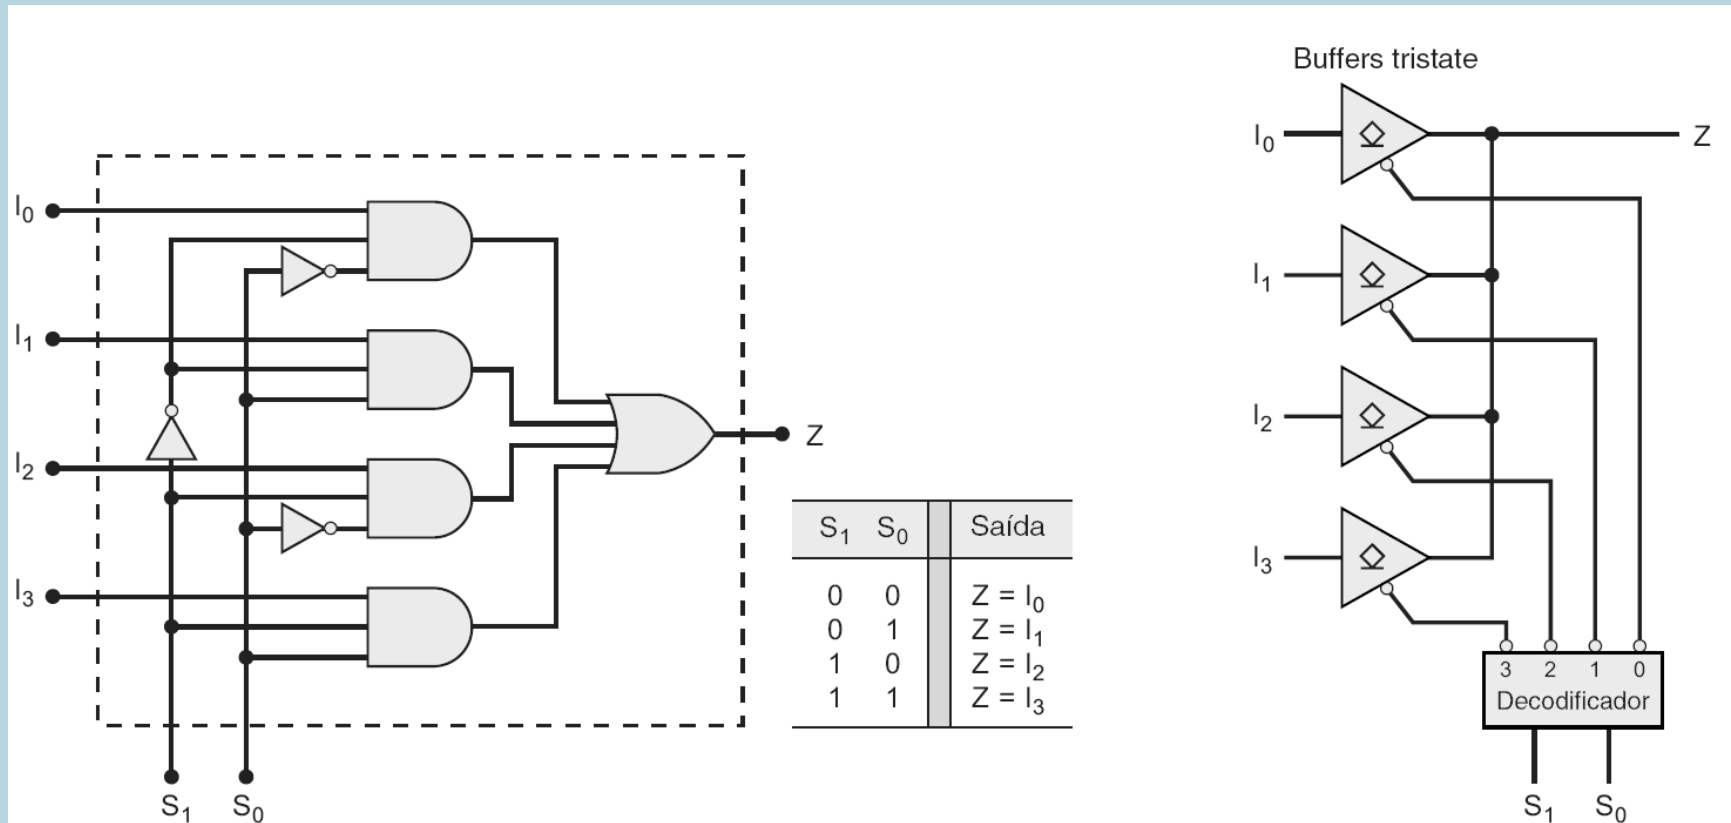 I₀
I₁
I₂
I₃
S₁ S₀
Z
S₁ S₀ Saída
0 0 Z = I₀
0 1 Z = I₁
1 0 Z = I₂
1 1 Z = I₃
Buffers tristate
I₀ Z
I₁
I₂
I₃
3 2 1 0
Decodificador
S₁ S₀